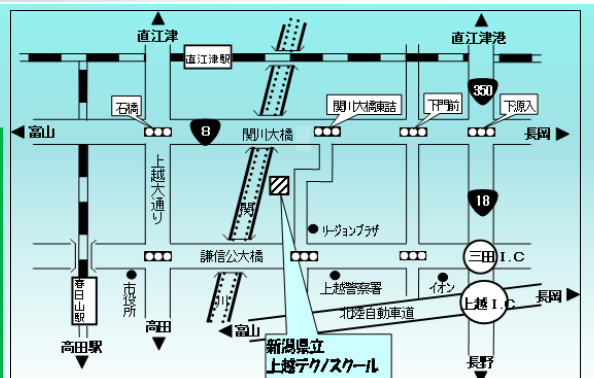 直江津
直江津港
直江津駅
350
石橋
関川大橋東詰
下門前
下源入
富山
8
関川大橋
長岡
上越大通り
関
18
リージョンプラザ
謙信公大橋
三田I.C
春日山駅
市役所
川
上越警察署
イオン
上越I.C
長岡
北陸自動車道
高田
富山
高田駅
新潟県立
上越テクノスクール
長野